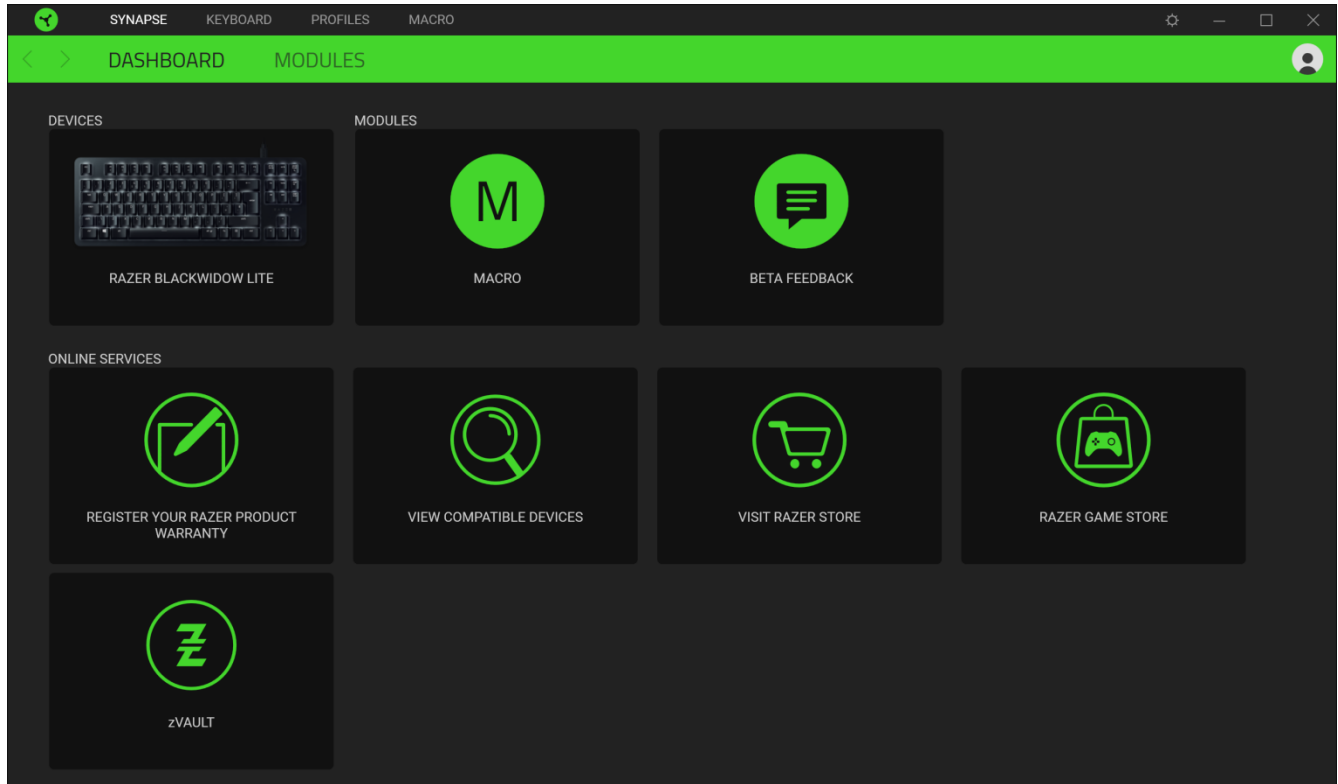 SYNAPSE KEYBOARD PROFILES MACRO
DASHBOARD MODULES
DEVICES MODULES
M
RAZER BLACKWIDOW LITE MACRO BETA FEEDBACK
ONLINE SERVICES
REGISTER YOUR RAZER PRODUCT
WARRANTY
VIEW COMPATIBLE DEVICES
VISIT RAZER STORE
RAZER GAME STORE
zVAULT